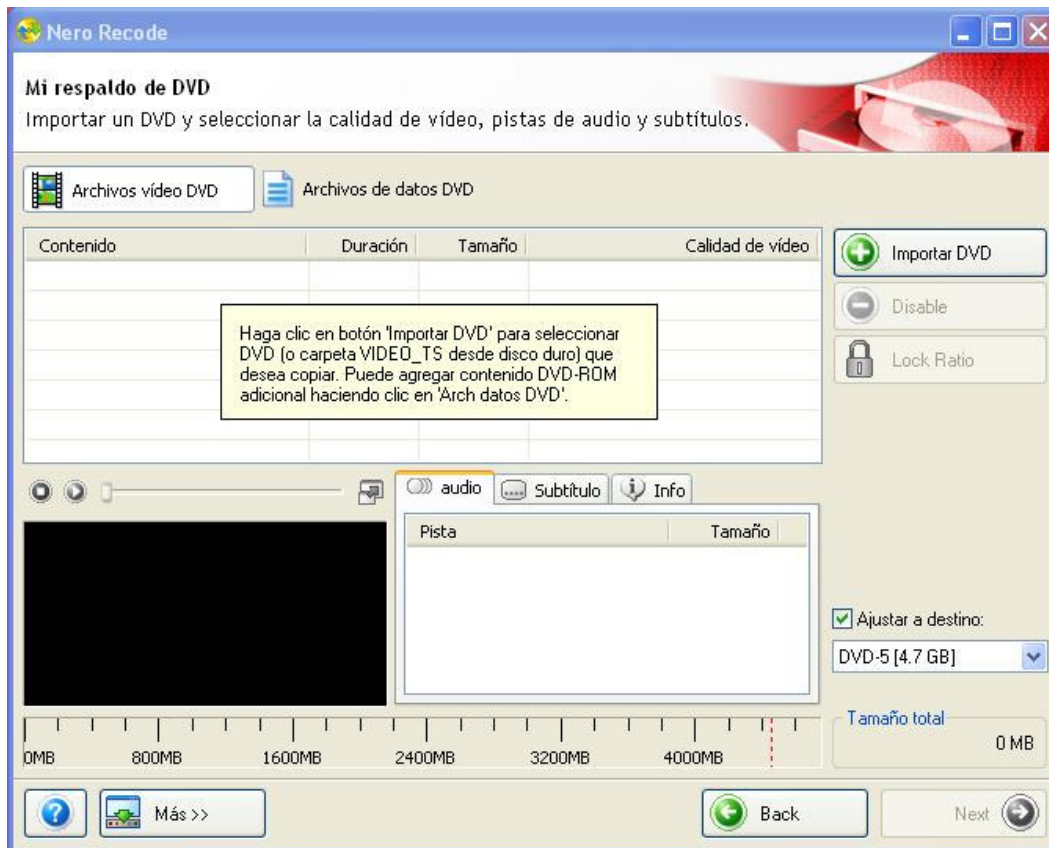 Nero Recode
Mi respaldo de DVD
Importar un DVD y seleccionar la calidad de vídeo, pistas de audio y subtítulos.
Archivos vídeo DVD
Archivos de datos DVD
Contenido Duración Tamaño Calidad de vídeo
Importar DVD
Disable
Lock Ratio
Haga clic en botón 'Importar DVD' para seleccionar
DVD (o carpeta VIDEO_TS desde disco duro) que
desea copiar. Puede agregar contenido DVD-ROM
adicional haciendo clic en 'Arch datos DVD'.
audio Subtítulo Info
Pista Tamaño
Ajustar a destino:
DVD-5 [4.7 GB]
Tamaño total
0 MB
0MB 800MB 1600MB 2400MB 3200MB 4000MB
Más >>
Back
Next